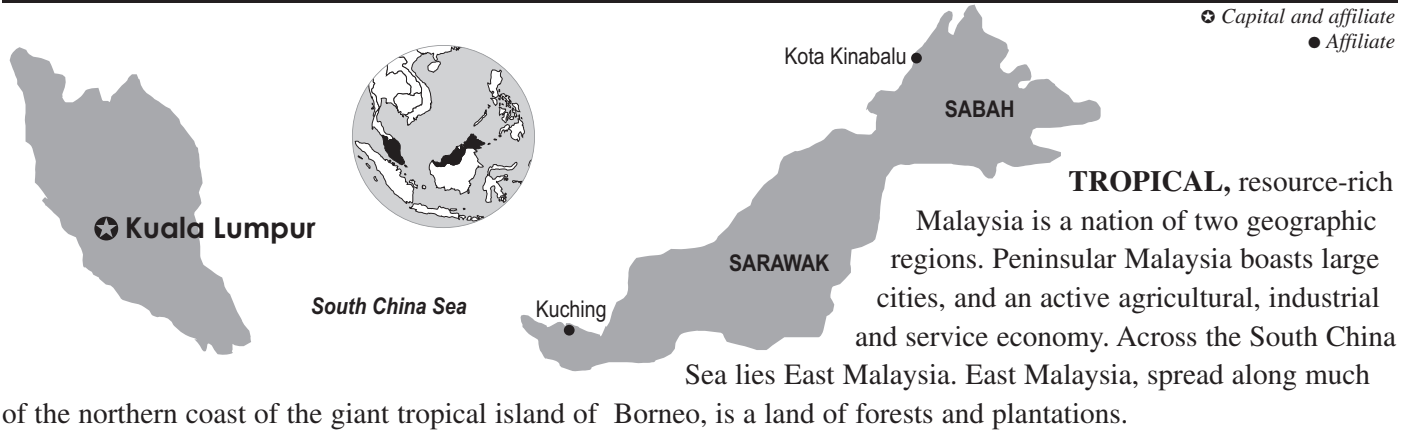 ✪ Capital and affiliate
● Affiliate
Kota Kinabalu
SABAH
Kuala Lumpur
SARAWAK
South China Sea
Kuching
TROPICAL, resource-rich
Malaysia is a nation of two geographic
regions. Peninsular Malaysia boasts large
cities, and an active agricultural, industrial
and service economy. Across the South China
Sea lies East Malaysia. East Malaysia, spread along much
of the northern coast of the giant tropical island of Borneo, is a land of forests and plantations.